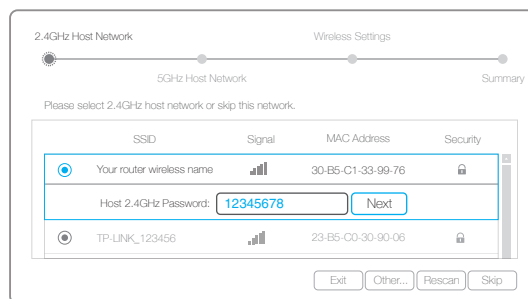 2.4GHz Host Network Wireless Settings
5GHz Host Network Summary
Please select 2.4GHz host network or skip this network.
SSID Signal MAC Address Security
Your router wireless name 30-B5-C1-33-99-76
Host 2.4GHz Password: 12345678 Next
TP-LINK_123456 23-B5-C0-30-90-06
Exit Other... Rescan Skip